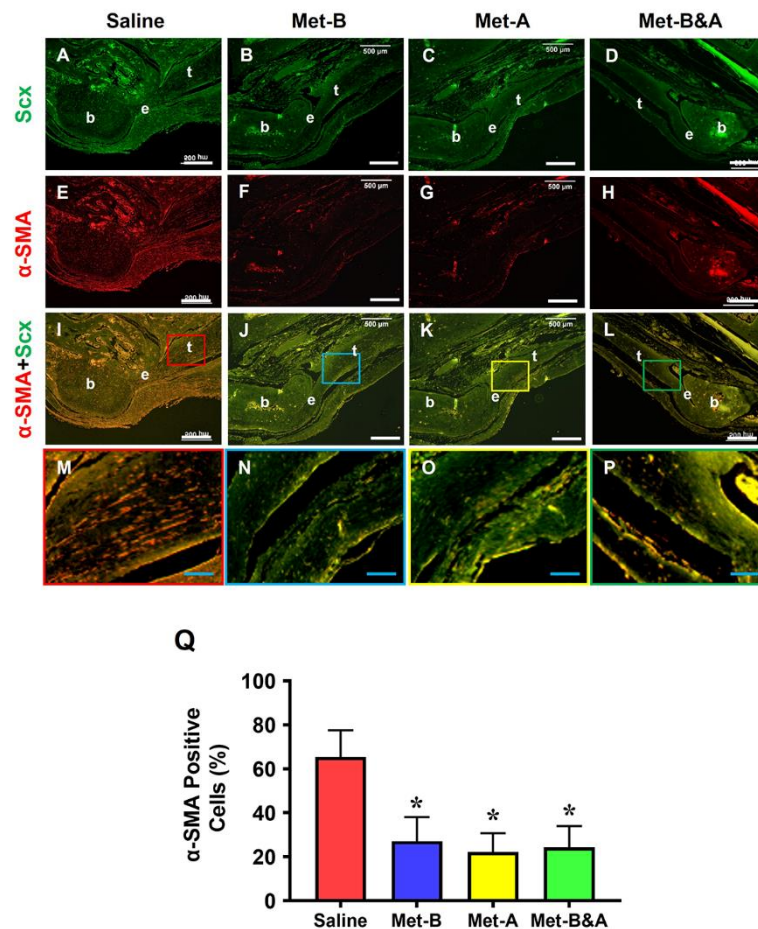 Saline Met-B Met-A Met-B&A
Scx
A t b e
B 500 µm t e b
C 500 µm t b e
D t e b
α-SMA
E
F 500 µm
G 500 µm
H
α-SMA+Scx
I t b e
J 500 µm t b e
K 500 µm t b e
L t e b
M N O P
Q
α-SMA Positive
Cells (%)
100
80
60
40
20
0
* * *
Saline Met-B Met-A Met-B&A